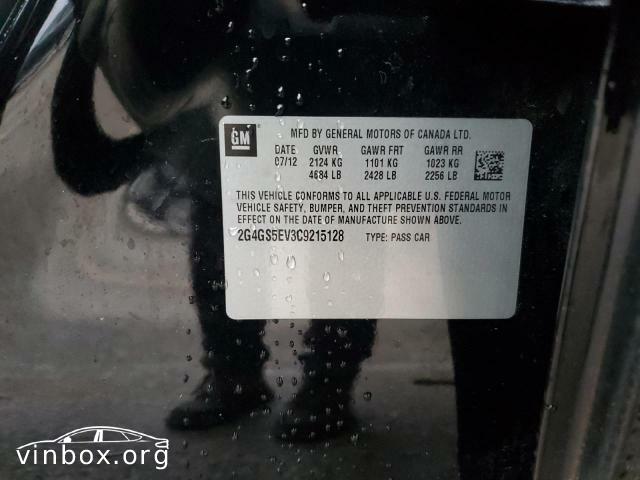 GM
MFD BY GENERAL MOTORS OF CANADA LTD.
DATE GVWR GAWR FRT GAWR RR
07/12 2124 KG 1101 KG 1023 KG
4684 LB 2428 LB 2256 LB
THIS VEHICLE CONFORMS TO ALL APPLICABLE U.S. FEDERAL MOTOR
VEHICLE SAFETY, BUMPER, AND THEFT PREVENTION STANDARDS IN
EFFECT ON THE DATE OF MANUFACTURE SHOWN ABOVE.
2G4GS5EV3C9215128 TYPE: PASS CAR
vinbox.org